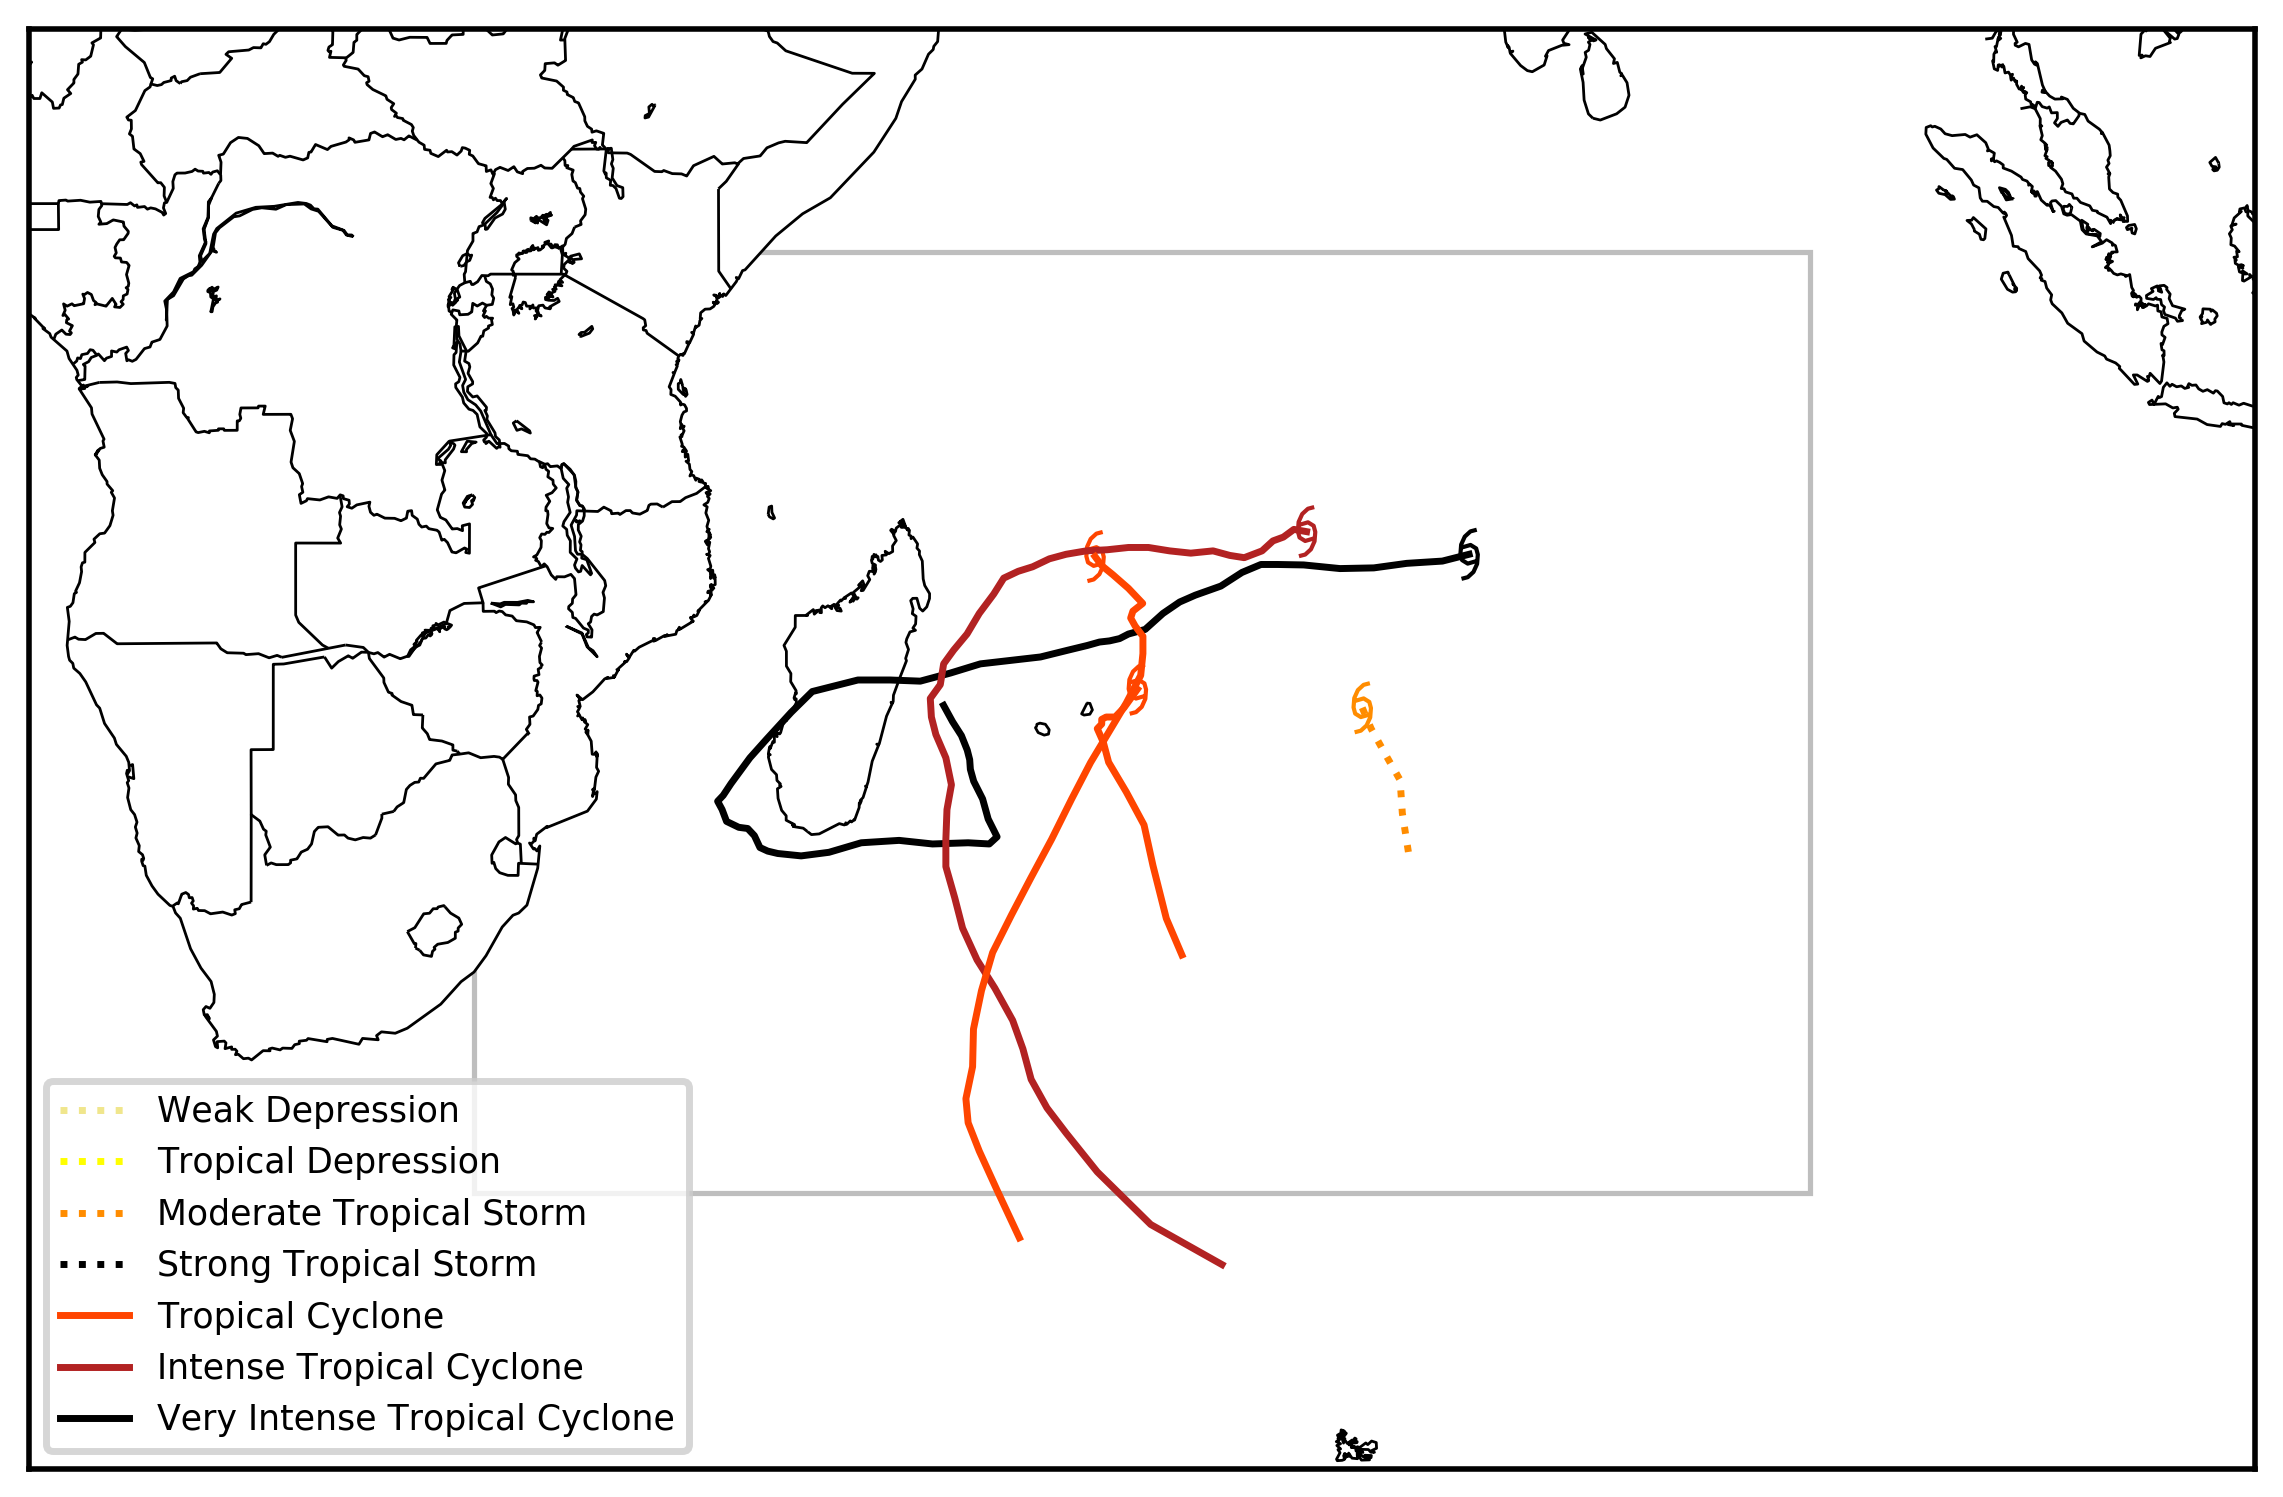 Weak Depression
Tropical Depression
Moderate Tropical Storm
Strong Tropical Storm
Tropical Cyclone
Intense Tropical Cyclone
Very Intense Tropical Cyclone